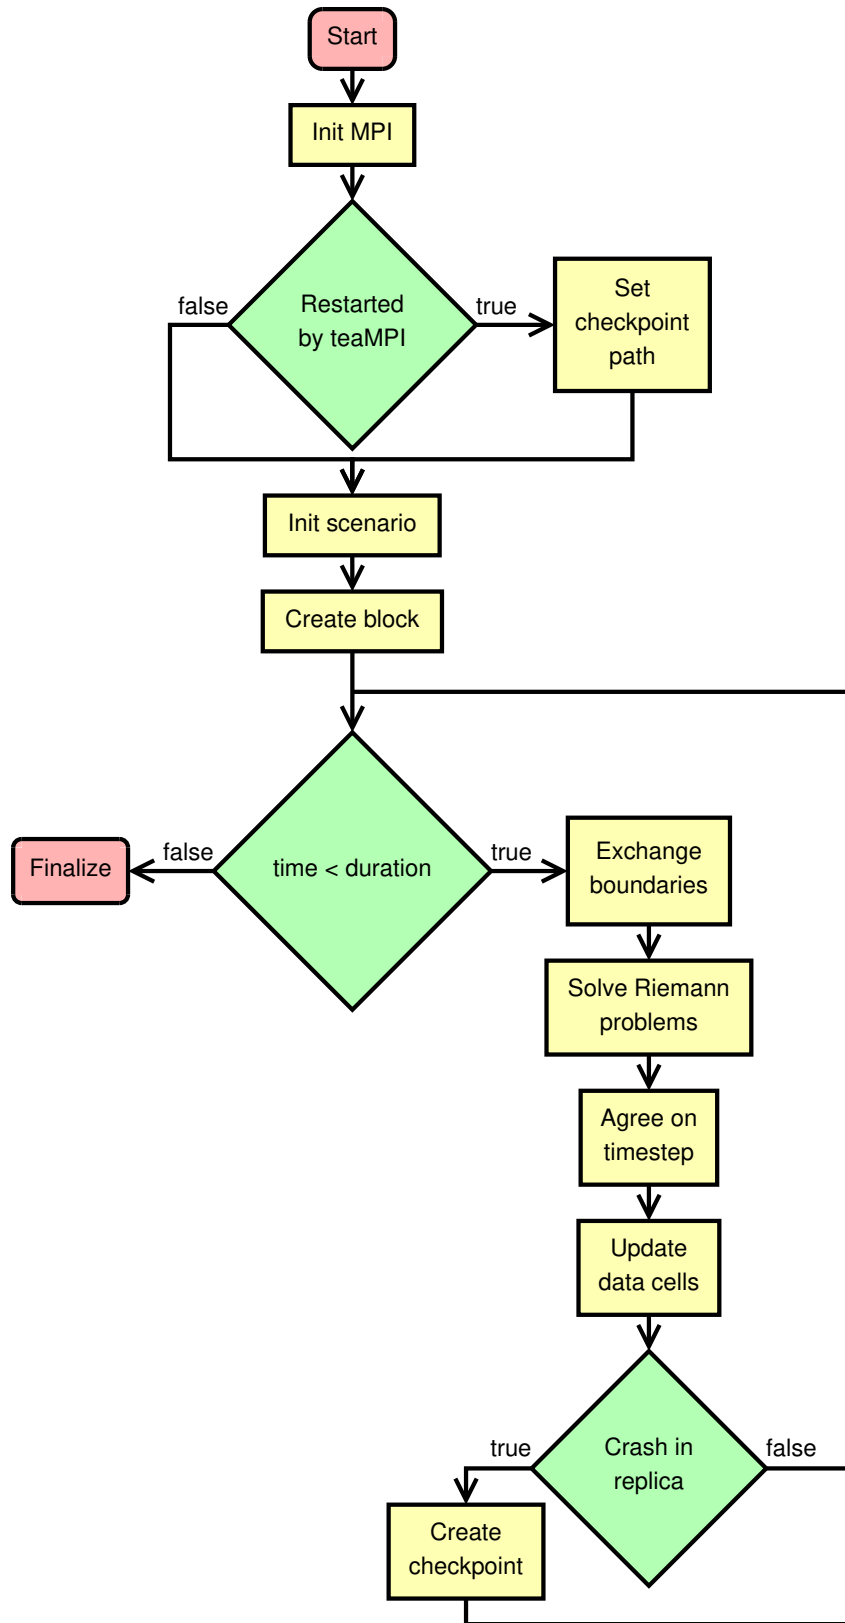 Start
Init MPI
false
Restarted
by teaMPI
true
Set
checkpoint
path
Init scenario
Create block
Finalize
false
time < duration
true
Exchange
boundaries
Solve Riemann
problems
Agree on
timestep
Update
data cells
true
Crash in
replica
false
Create
checkpoint